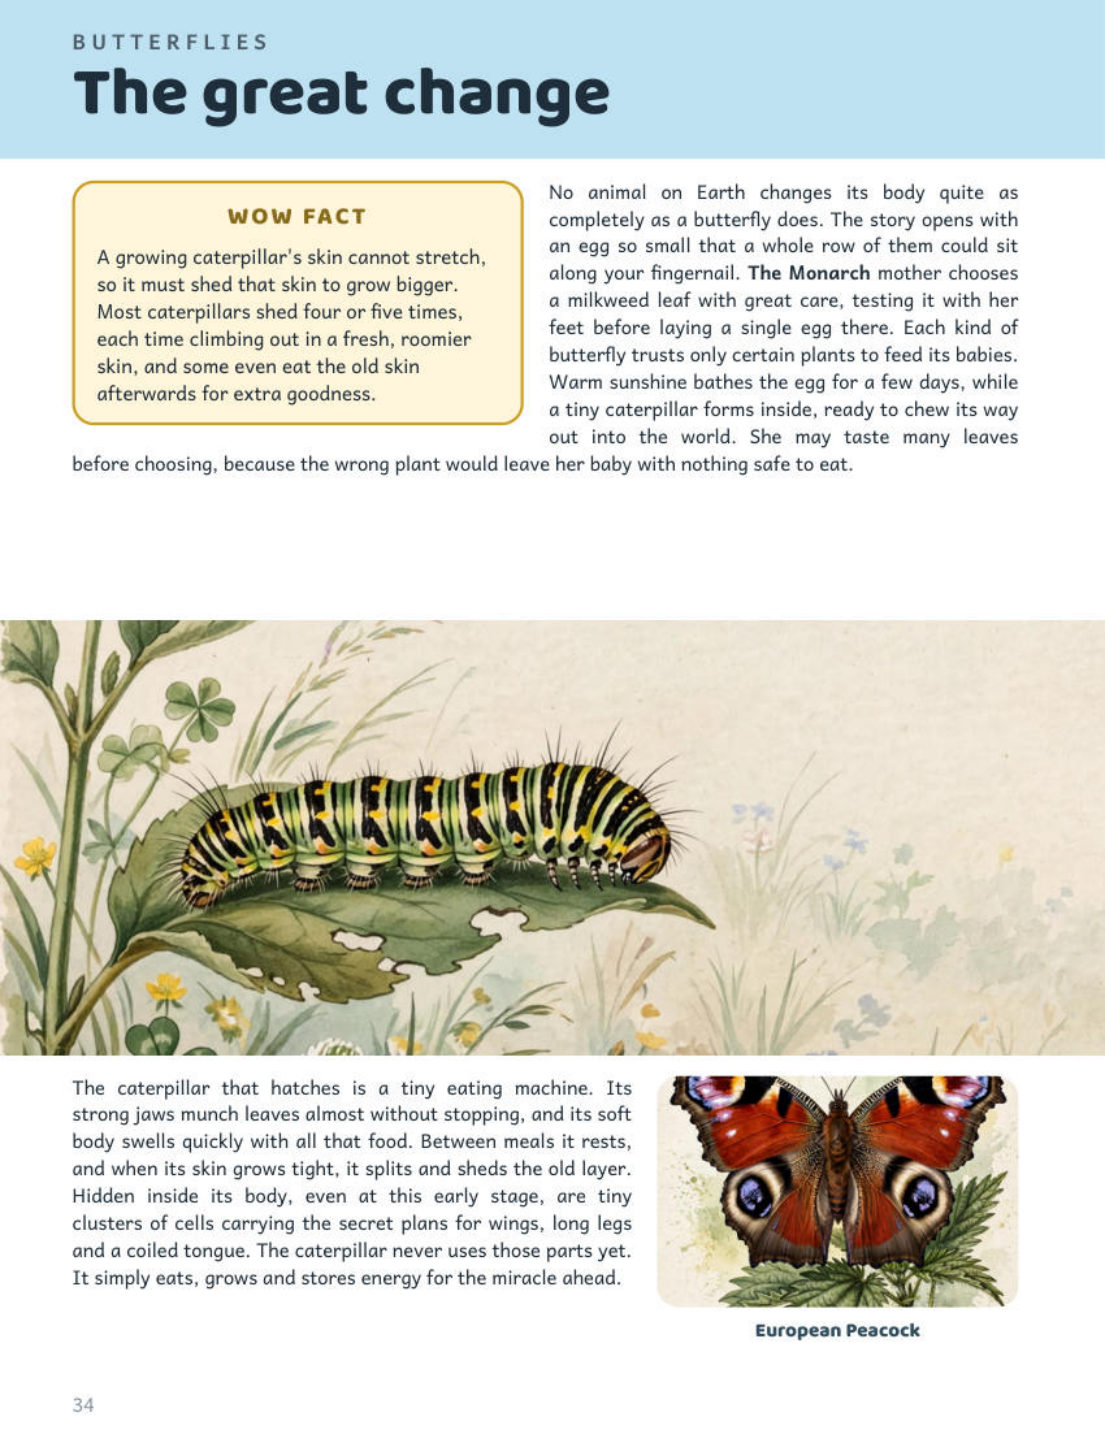 BUTTERFLIES
The great change
WOW FACT
A growing caterpillar's skin cannot stretch,
so it must shed that skin to grow bigger.
Most caterpillars shed four or five times,
each time climbing out in a fresh, roomier
skin, and some even eat the old skin
afterwards for extra goodness.
No animal on Earth changes its body quite as
completely as a butterfly does. The story opens with
an egg so small that a whole row of them could sit
along your fingernail. The Monarch mother chooses
a milkweed leaf with great care, testing it with her
feet before laying a single egg there. Each kind of
butterfly trusts only certain plants to feed its babies.
Warm sunshine bathes the egg for a few days, while
a tiny caterpillar forms inside, ready to chew its way
out into the world. She may taste many leaves
before choosing, because the wrong plant would leave her baby with nothing safe to eat.
The caterpillar that hatches is a tiny eating machine. Its
strong jaws munch leaves almost without stopping, and its soft
body swells quickly with all that food. Between meals it rests,
and when its skin grows tight, it splits and sheds the old layer.
Hidden inside its body, even at this early stage, are tiny
clusters of cells carrying the secret plans for wings, long legs
and a coiled tongue. The caterpillar never uses those parts yet.
It simply eats, grows and stores energy for the miracle ahead.
European Peacock
34